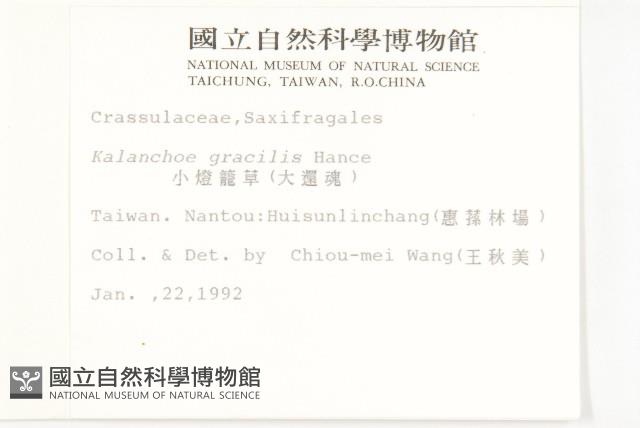 國立自然科學博物館
NATIONAL MUSEUM OF NATURAL SCIENCE
TAICHUNG, TAIWAN, R.O.CHINA
Crassulaceae,Saxifragales
Kalanchoe gracilis Hance
小燈籠草(大還魂)
Taiwan. Nantou:Huisunlinchang(惠蓀林場)
Coll. & Det. by Chiou-mei Wang(王秋美)
Jan. ,22,1992
國立自然科學博物館
NATIONAL MUSEUM OF NATURAL SCIENCE